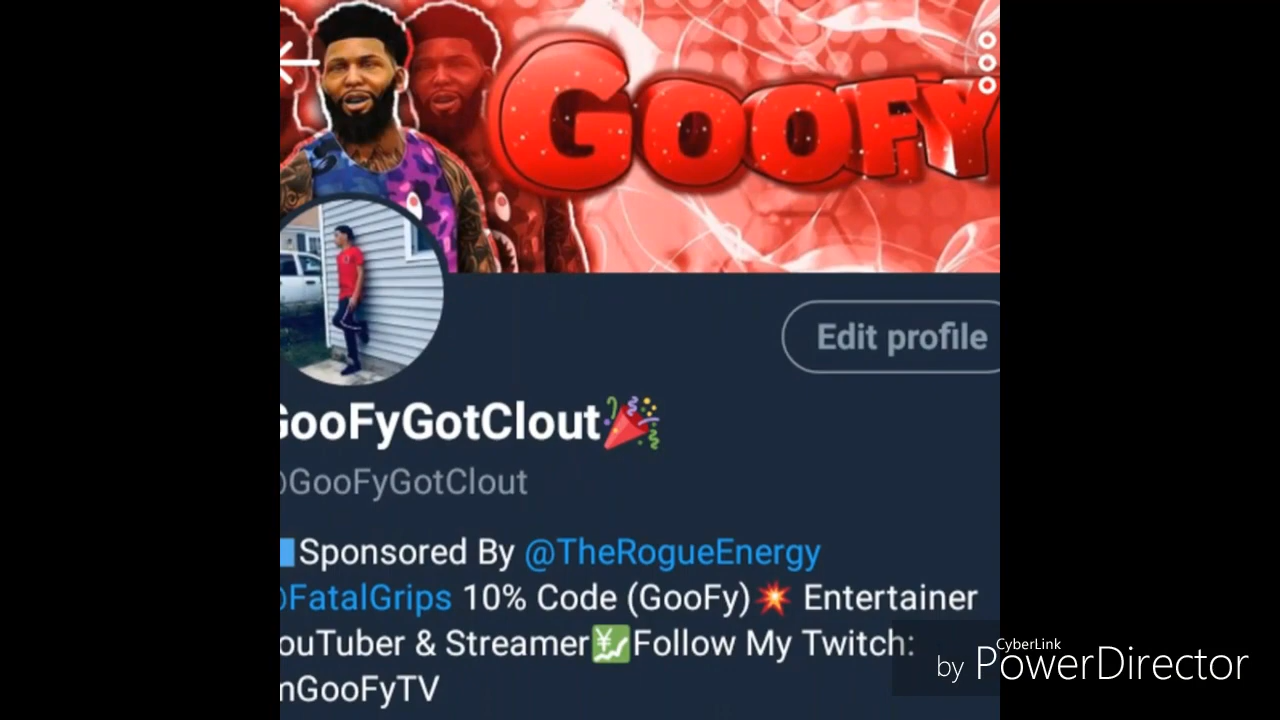 GOOFY
Edit profile
GooFyGotClout🎉
@GooFyGotClout
Sponsored By @TheRogueEnergy
@FatalGrips 10% Code (GooFy)💥 Entertainer
ouTuber & Streamer💹Follow My Twitch:
mGooFyTV
by CyberLink PowerDirector